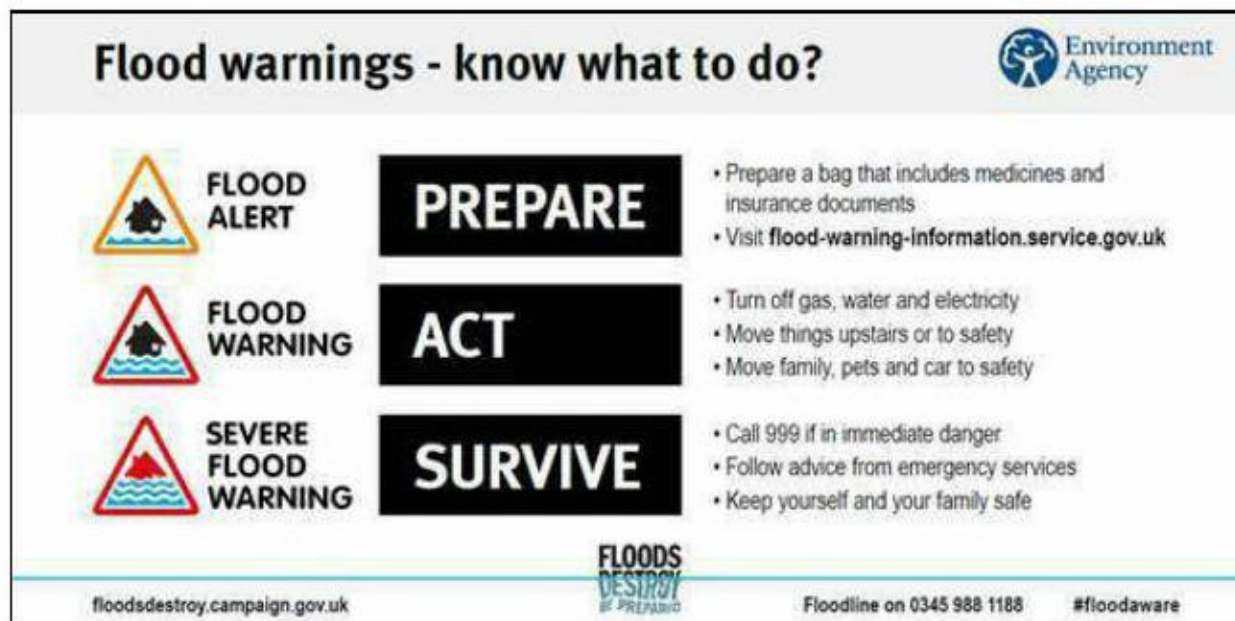 Flood warnings - know what to do?
Environment
Agency
FLOOD
ALERT
PREPARE
• Prepare a bag that includes medicines and
insurance documents
• Visit flood-warning-information.service.gov.uk
FLOOD
WARNING
ACT
• Turn off gas, water and electricity
• Move things upstairs or to safety
• Move family, pets and car to safety
SEVERE
FLOOD
WARNING
SURVIVE
• Call 999 if in immediate danger
• Follow advice from emergency services
• Keep yourself and your family safe
FLOODS
DESTROY
BE PREPARED
floodsdestroy.campaign.gov.uk
Floodline on 0345 988 1188
#floodaware